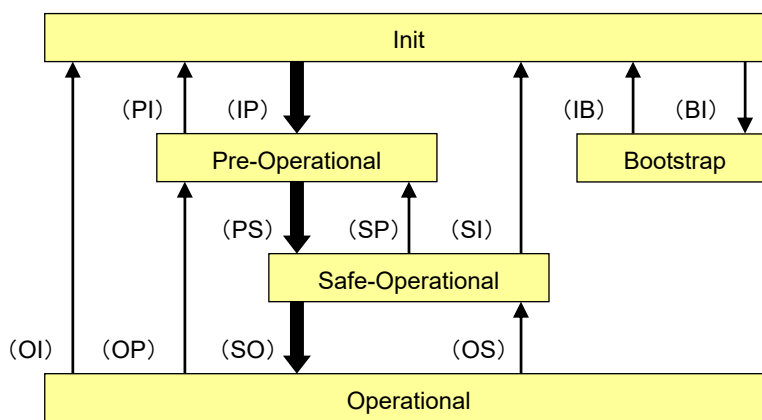 Init
（PI）
（IP）
（IB）
（BI）
Pre-Operational
Bootstrap
（PS）
（SP）
（SI）
Safe-Operational
（OI）
（OP）
（SO）
（OS）
Operational